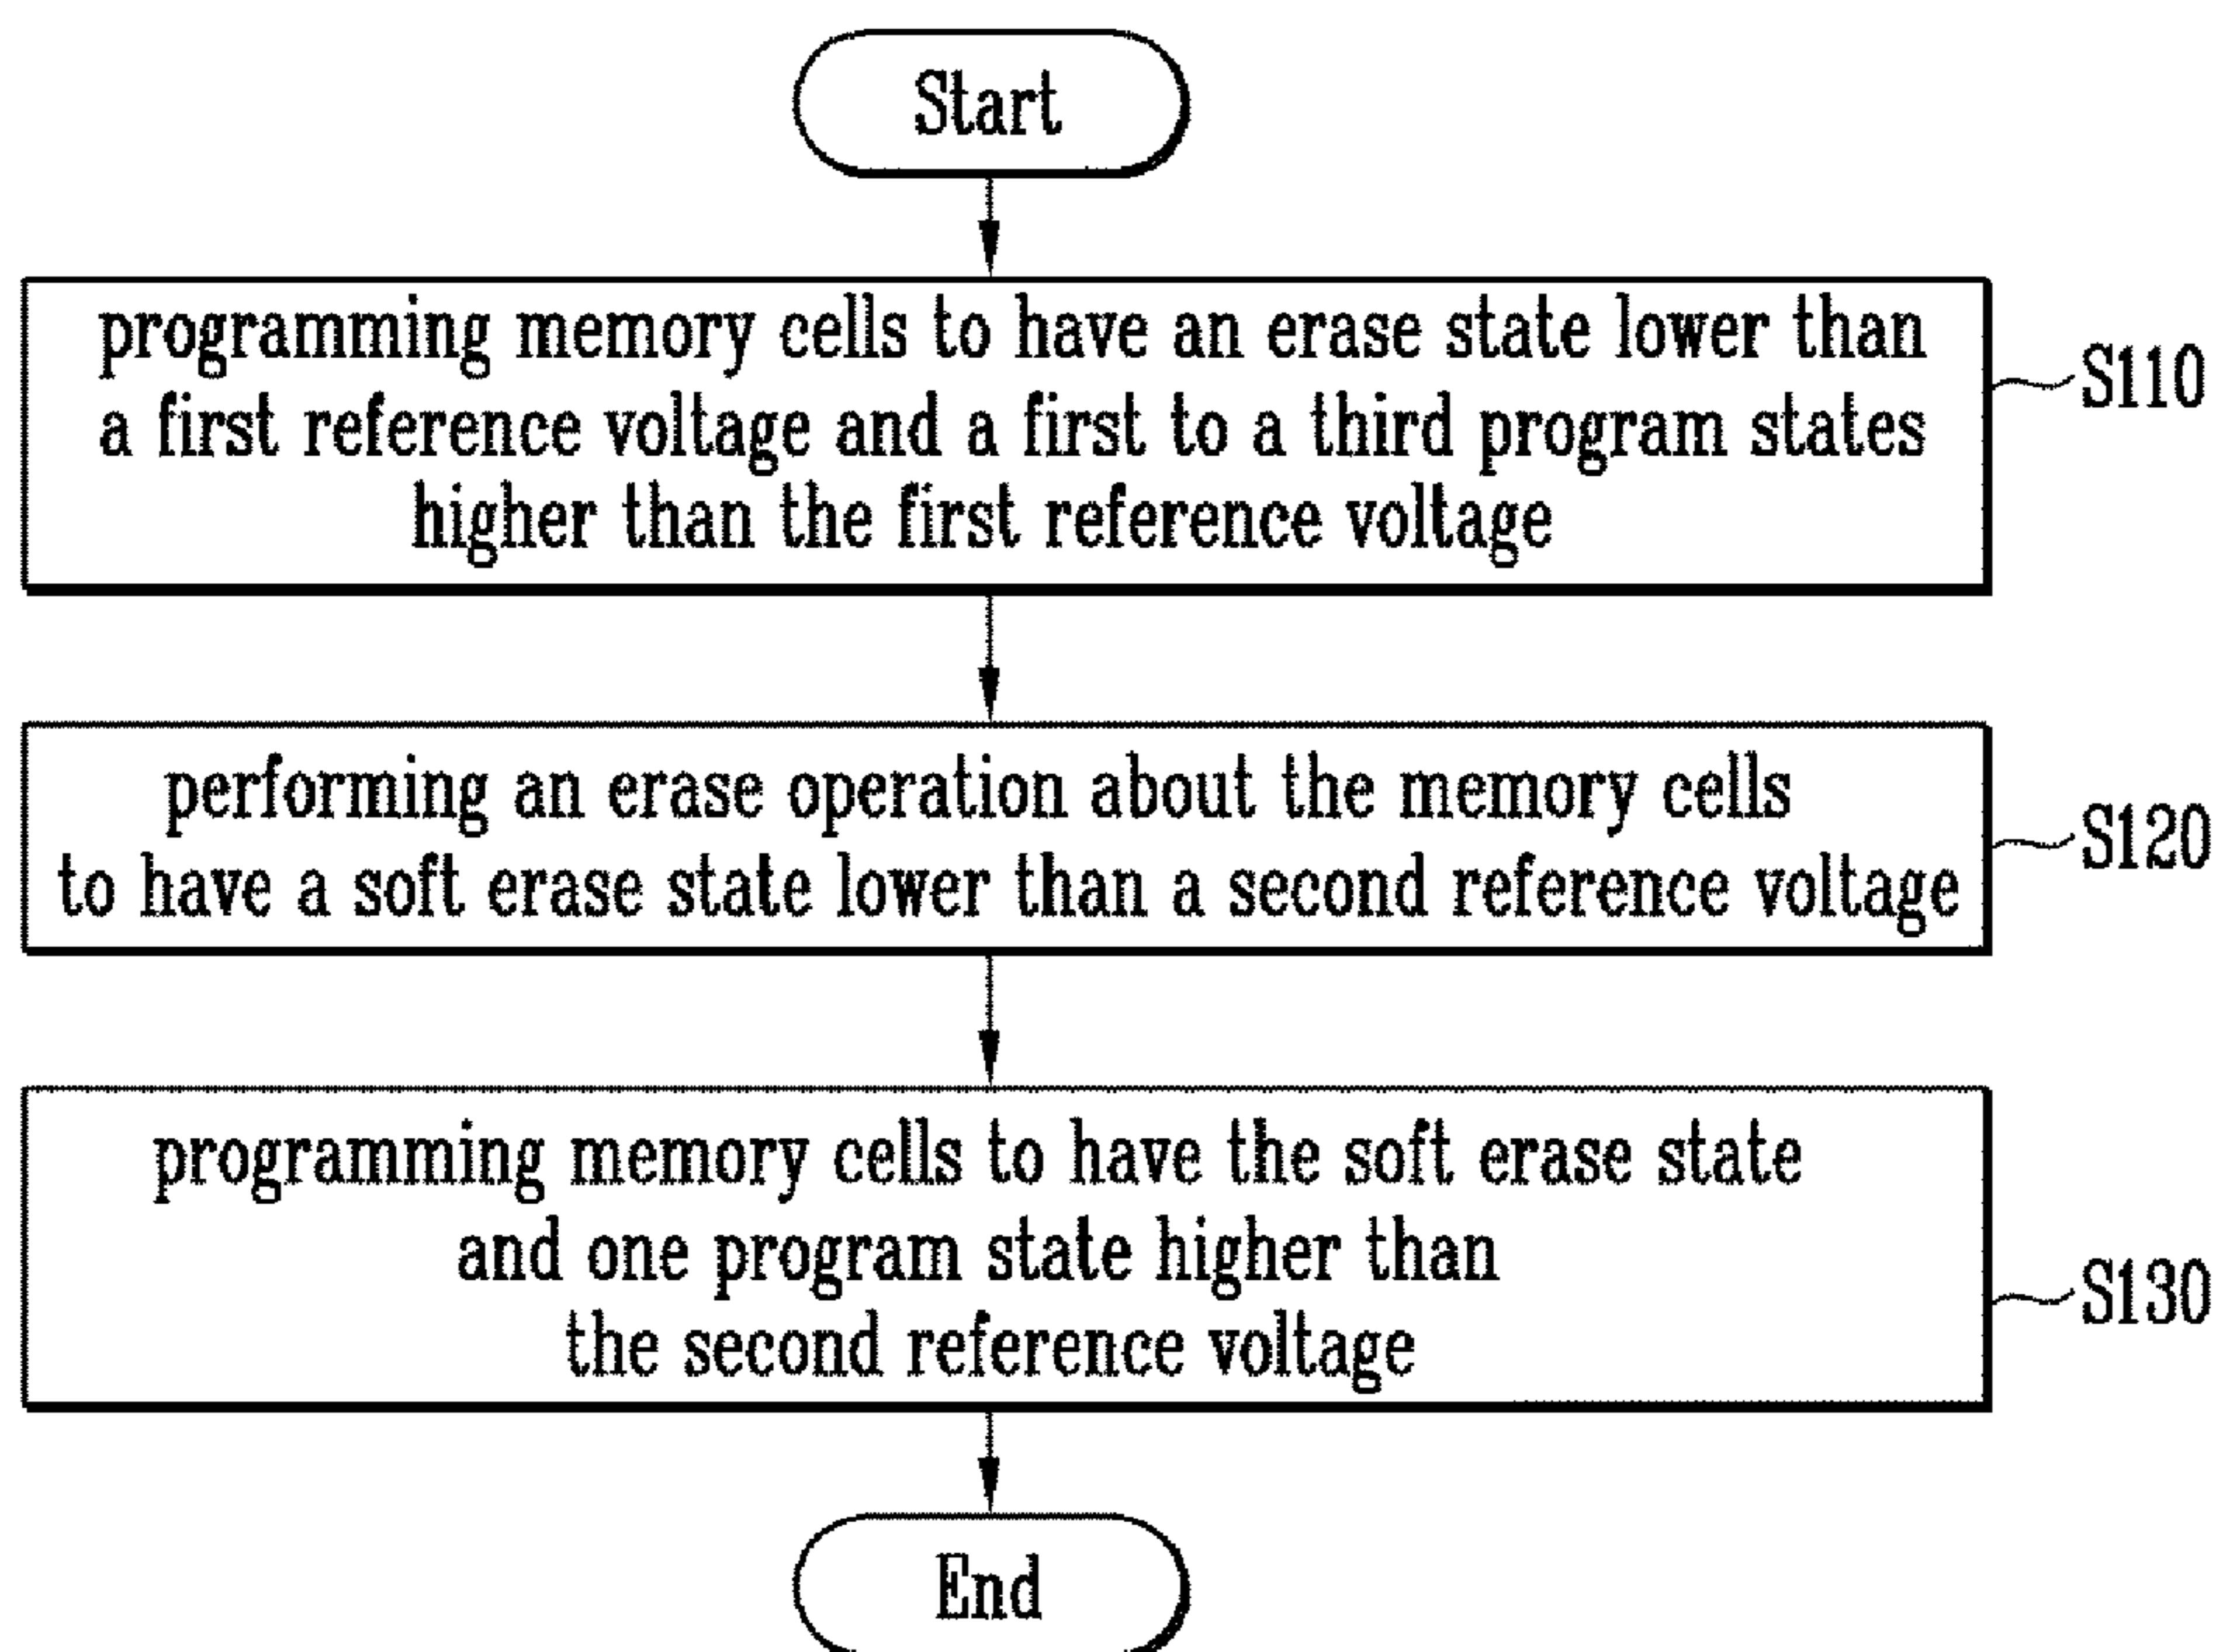 Start
programming memory cells to have an erase state lower than
a first reference voltage and a first to a third program states
higher than the first reference voltage
S110
performing an erase operation about the memory cells
to have a soft erase state lower than a second reference voltage
S120
programming memory cells to have the soft erase state
and one program state higher than
the second reference voltage
S130
End